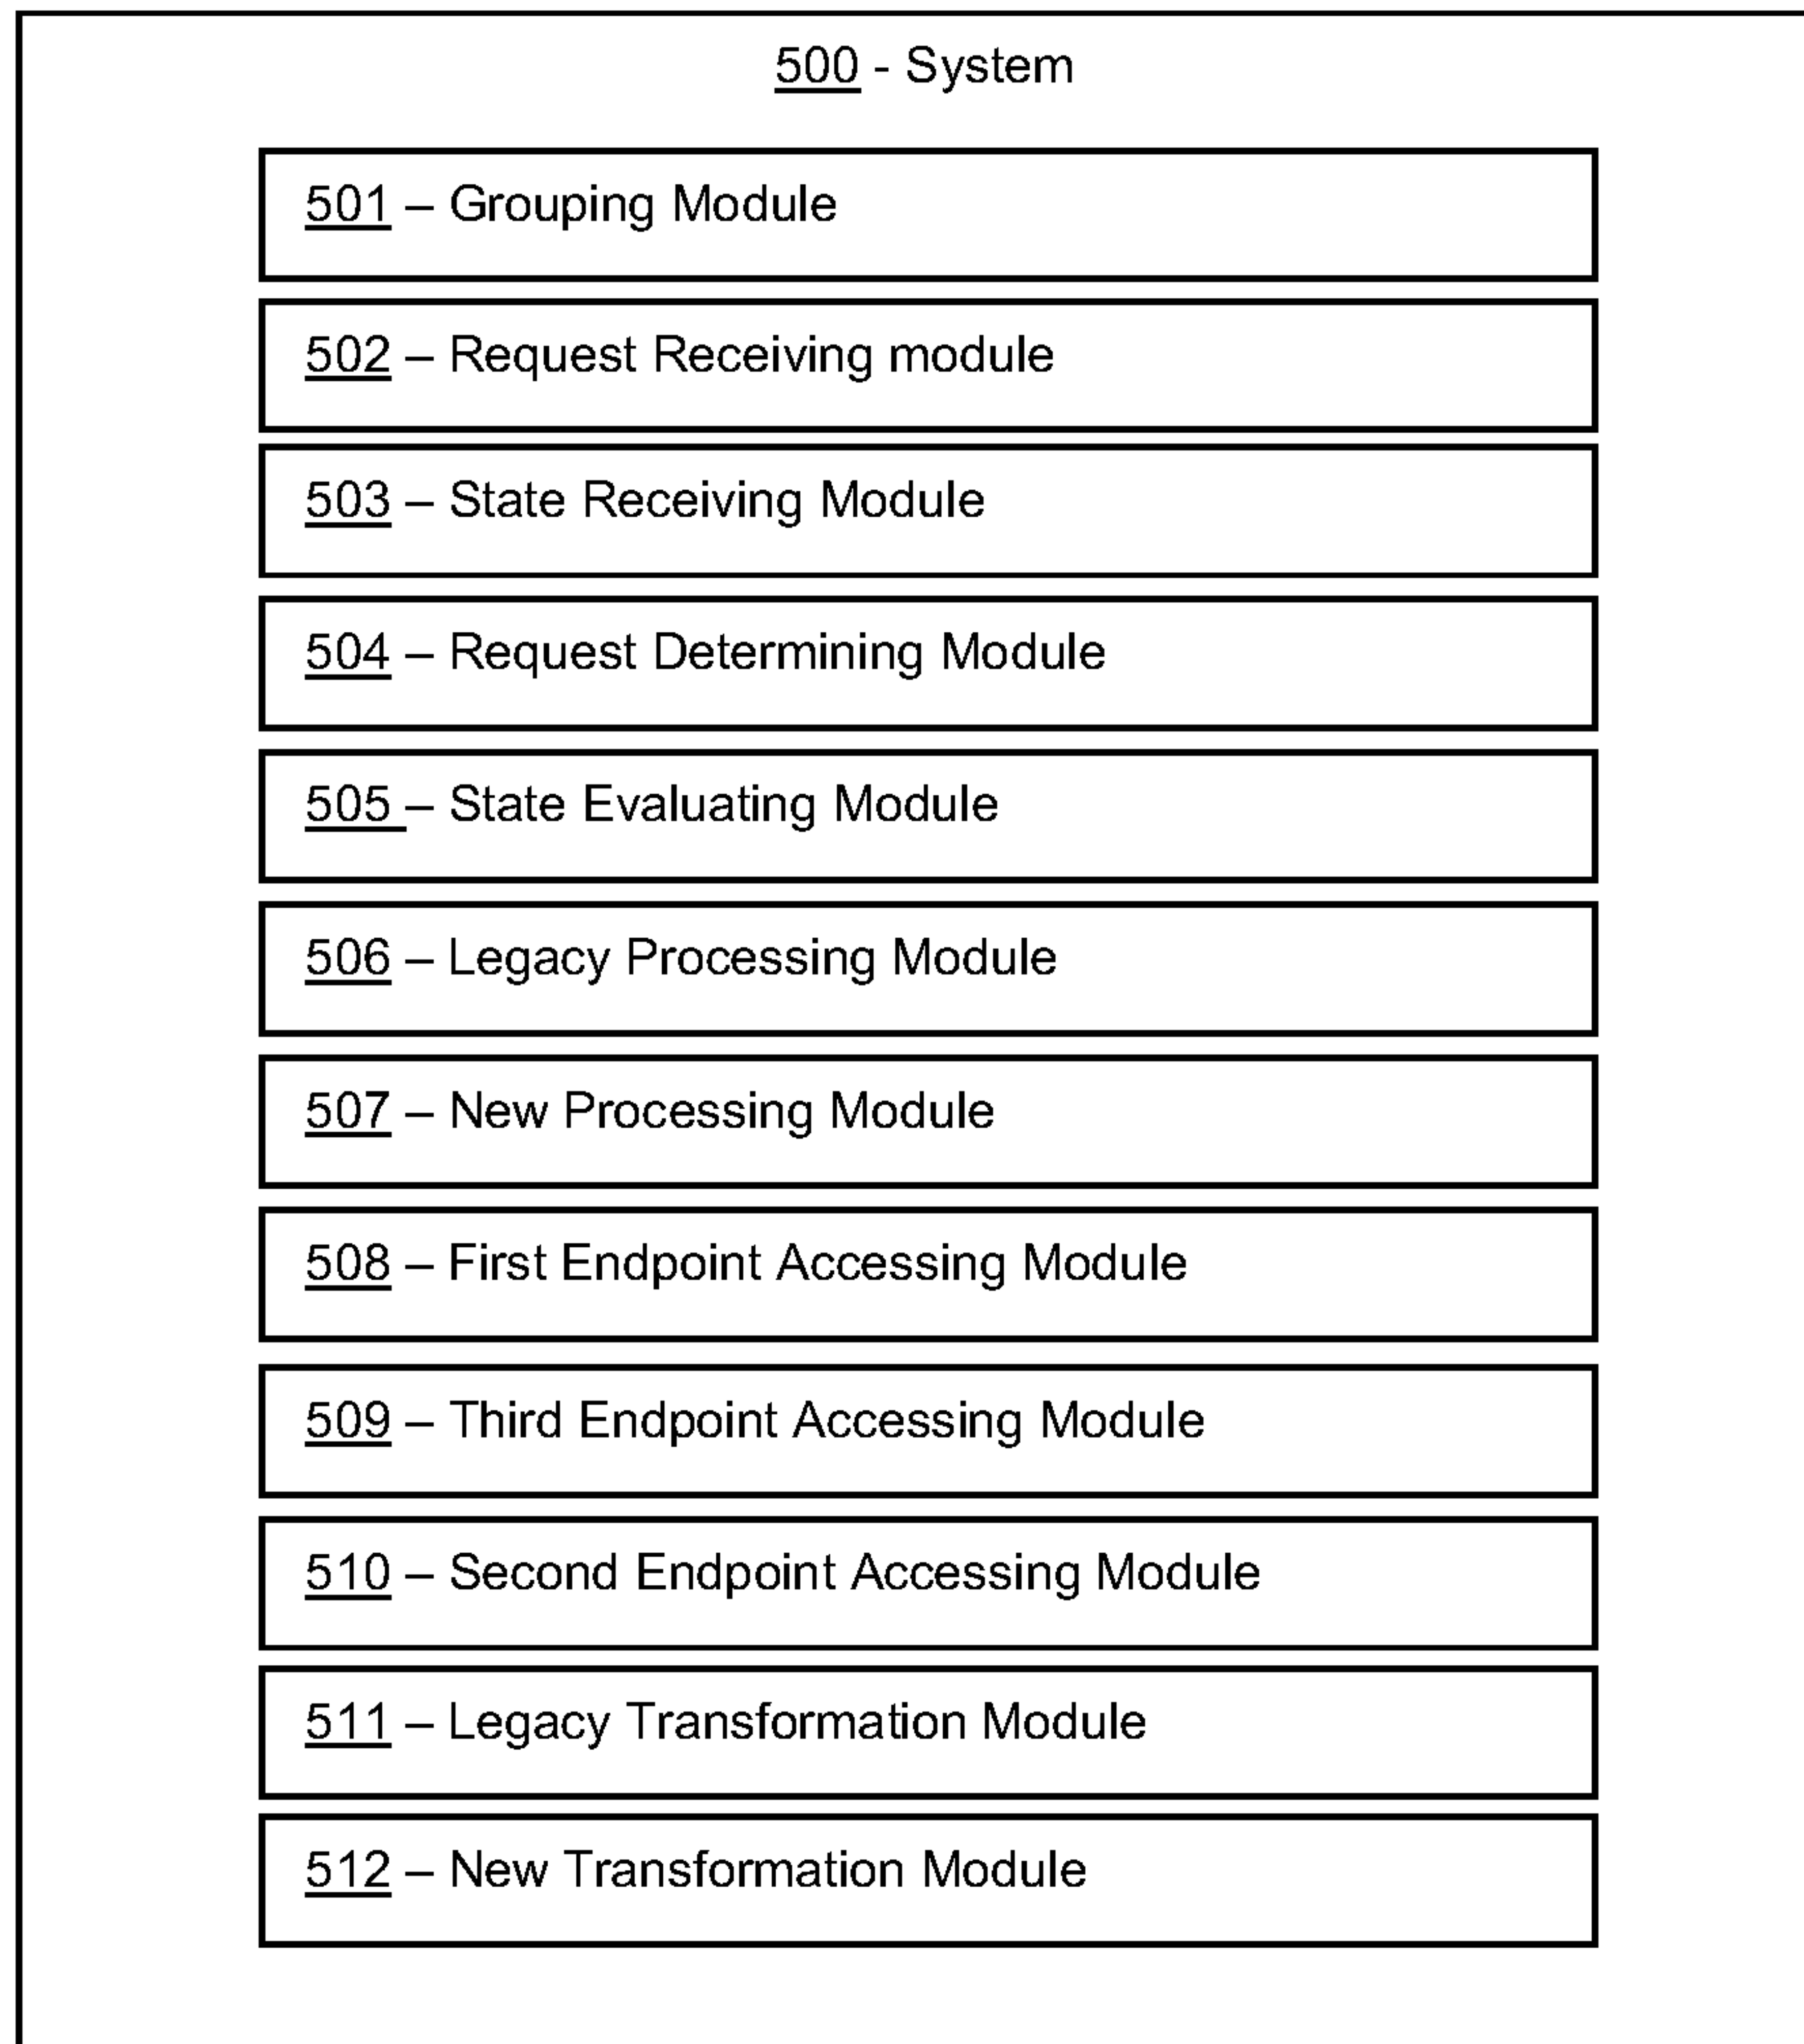 500 - System
501 – Grouping Module
502 – Request Receiving module
503 – State Receiving Module
504 – Request Determining Module
505 – State Evaluating Module
506 – Legacy Processing Module
507 – New Processing Module
508 – First Endpoint Accessing Module
509 – Third Endpoint Accessing Module
510 – Second Endpoint Accessing Module
511 – Legacy Transformation Module
512 – New Transformation Module